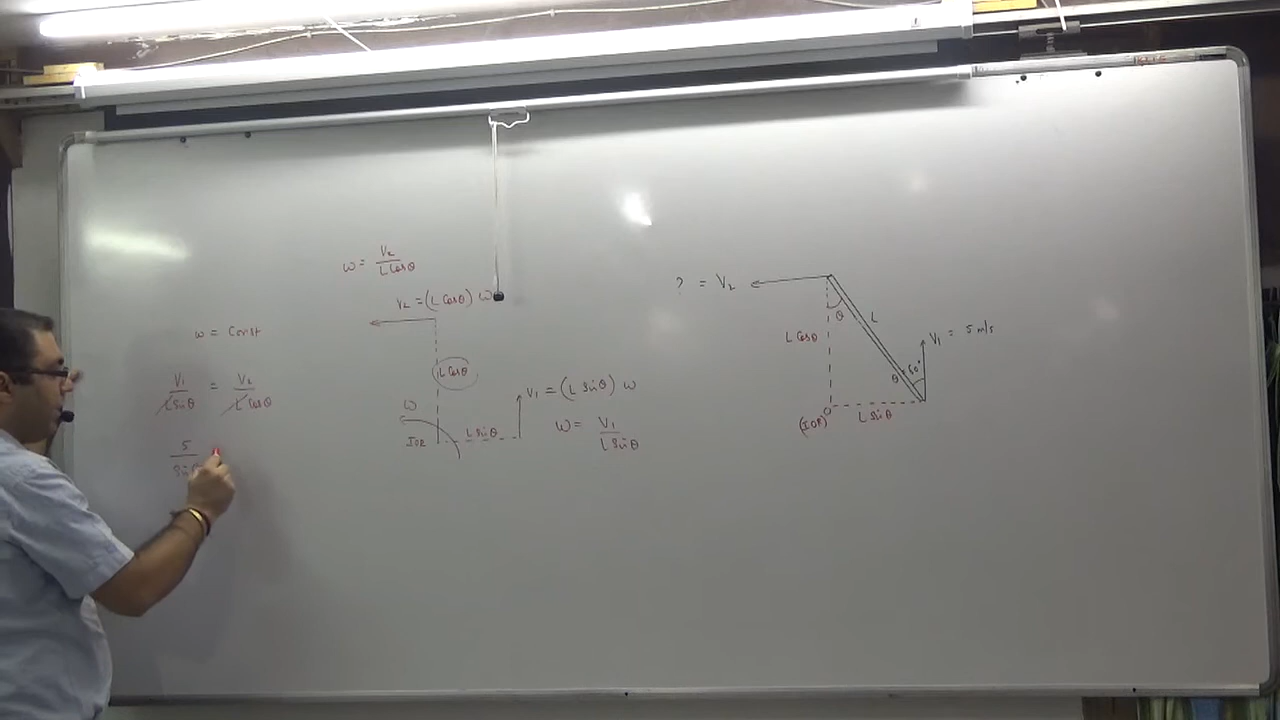 ω = V₂ / L Cosθ
V₂ = (L Cosθ) ω
ω = Const
V₁ / L Sinθ = V₂ / L Cosθ
5 / Sin
L Cosθ
ω
IOR
L Sinθ
V₁ = (L Sinθ) ω
ω = V₁ / L Sinθ
? = V₂
θ
L
L Cosθ
V₁ = 5 m/s
θ
60°
(IOR)
L Sinθ